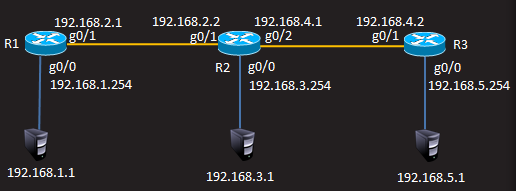 192.168.2.1 192.168.2.2 192.168.4.1 192.168.4.2
R1 g0/1 g0/1 g0/2 g0/1 R3
g0/0 R2 g0/0 g0/0
192.168.1.254 192.168.3.254 192.168.5.254
192.168.1.1 192.168.3.1 192.168.5.1